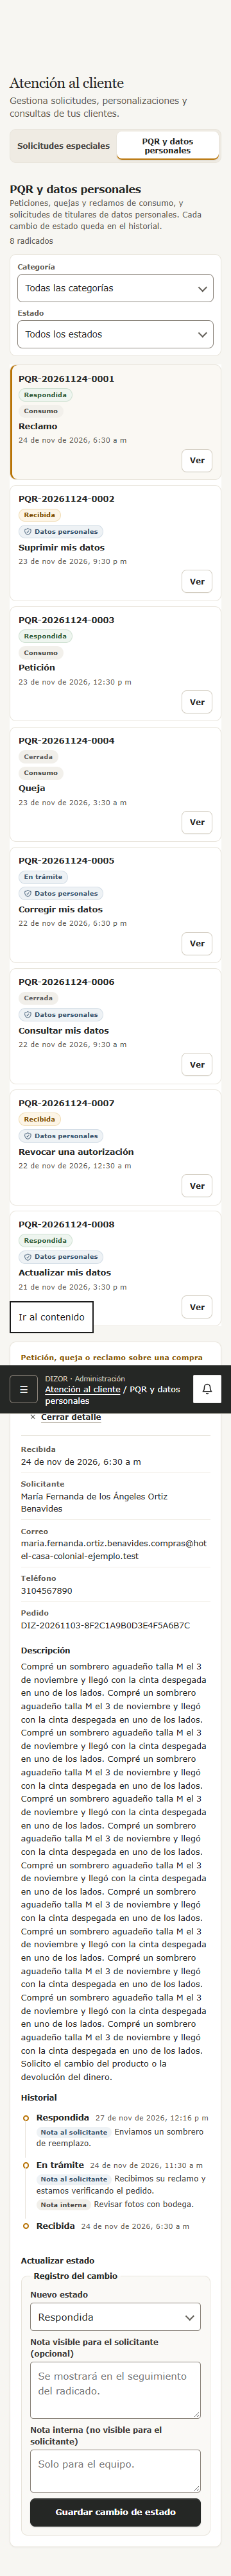 Atención al cliente
Gestiona solicitudes, personalizaciones y
consultas de tus clientes.
Solicitudes especiales
PQR y datos
personales
PQR y datos personales
Peticiones, quejas y reclamos de consumo, y
solicitudes de titulares de datos personales. Cada
cambio de estado queda en el historial.
8 radicados
Categoría
Todas las categorías
Estado
Todos los estados
PQR-20261124-0001
Respondida
Consumo
Reclamo
24 de nov de 2026, 6:30 a m
Ver
PQR-20261124-0002
Recibida
Datos personales
Suprimir mis datos
23 de nov de 2026, 9:30 p m
Ver
PQR-20261124-0003
Respondida
Consumo
Petición
23 de nov de 2026, 12:30 p m
Ver
PQR-20261124-0004
Cerrada
Consumo
Queja
23 de nov de 2026, 3:30 a m
Ver
PQR-20261124-0005
En trámite
Datos personales
Corregir mis datos
22 de nov de 2026, 6:30 p m
Ver
PQR-20261124-0006
Cerrada
Datos personales
Consultar mis datos
22 de nov de 2026, 9:30 a m
Ver
PQR-20261124-0007
Recibida
Datos personales
Revocar una autorización
22 de nov de 2026, 12:30 a m
Ver
PQR-20261124-0008
Respondida
Datos personales
Actualizar mis datos
21 de nov de 2026, 3:30 p m
Ver
Ir al contenido
Petición, queja o reclamo sobre una compra
DIZOR · Administración
Atención al cliente / PQR y datos
personales
× Cerrar detalle
Recibida
24 de nov de 2026, 6:30 a m
Solicitante
María Fernanda de los Ángeles Ortiz
Benavides
Correo
maria.fernanda.ortiz.benavides.compras@hot
el-casa-colonial-ejemplo.test
Teléfono
3104567890
Pedido
DIZ-20261103-8F2C1A9B0D3E4F5A6B7C
Descripción
Compré un sombrero aguadeño talla M el 3
de noviembre y llegó con la cinta despegada
en uno de los lados. Compré un sombrero
aguadeño talla M el 3 de noviembre y llegó
con la cinta despegada en uno de los lados.
Compré un sombrero aguadeño talla M el 3
de noviembre y llegó con la cinta despegada
en uno de los lados. Compré un sombrero
aguadeño talla M el 3 de noviembre y llegó
con la cinta despegada en uno de los lados.
Compré un sombrero aguadeño talla M el 3
de noviembre y llegó con la cinta despegada
en uno de los lados. Compré un sombrero
aguadeño talla M el 3 de noviembre y llegó
con la cinta despegada en uno de los lados.
Compré un sombrero aguadeño talla M el 3
de noviembre y llegó con la cinta despegada
en uno de los lados. Compré un sombrero
aguadeño talla M el 3 de noviembre y llegó
con la cinta despegada en uno de los lados.
Compré un sombrero aguadeño talla M el 3
de noviembre y llegó con la cinta despegada
en uno de los lados. Compré un sombrero
aguadeño talla M el 3 de noviembre y llegó
con la cinta despegada en uno de los lados.
Compré un sombrero aguadeño talla M el 3
de noviembre y llegó con la cinta despegada
en uno de los lados. Compré un sombrero
aguadeño talla M el 3 de noviembre y llegó
con la cinta despegada en uno de los lados.
Solicito el cambio del producto o la
devolución del dinero.
Historial
Respondida 27 de nov de 2026, 12:16 p m
Nota al solicitante Enviamos un sombrero
de reemplazo.
En trámite 24 de nov de 2026, 11:30 a m
Nota al solicitante Recibimos su reclamo y
estamos verificando el pedido.
Nota interna Revisar fotos con bodega.
Recibida 24 de nov de 2026, 6:30 a m
Actualizar estado
Registro del cambio
Nuevo estado
Respondida
Nota visible para el solicitante
(opcional)
Se mostrará en el seguimiento
del radicado.
Nota interna (no visible para el
solicitante)
Solo para el equipo.
Guardar cambio de estado